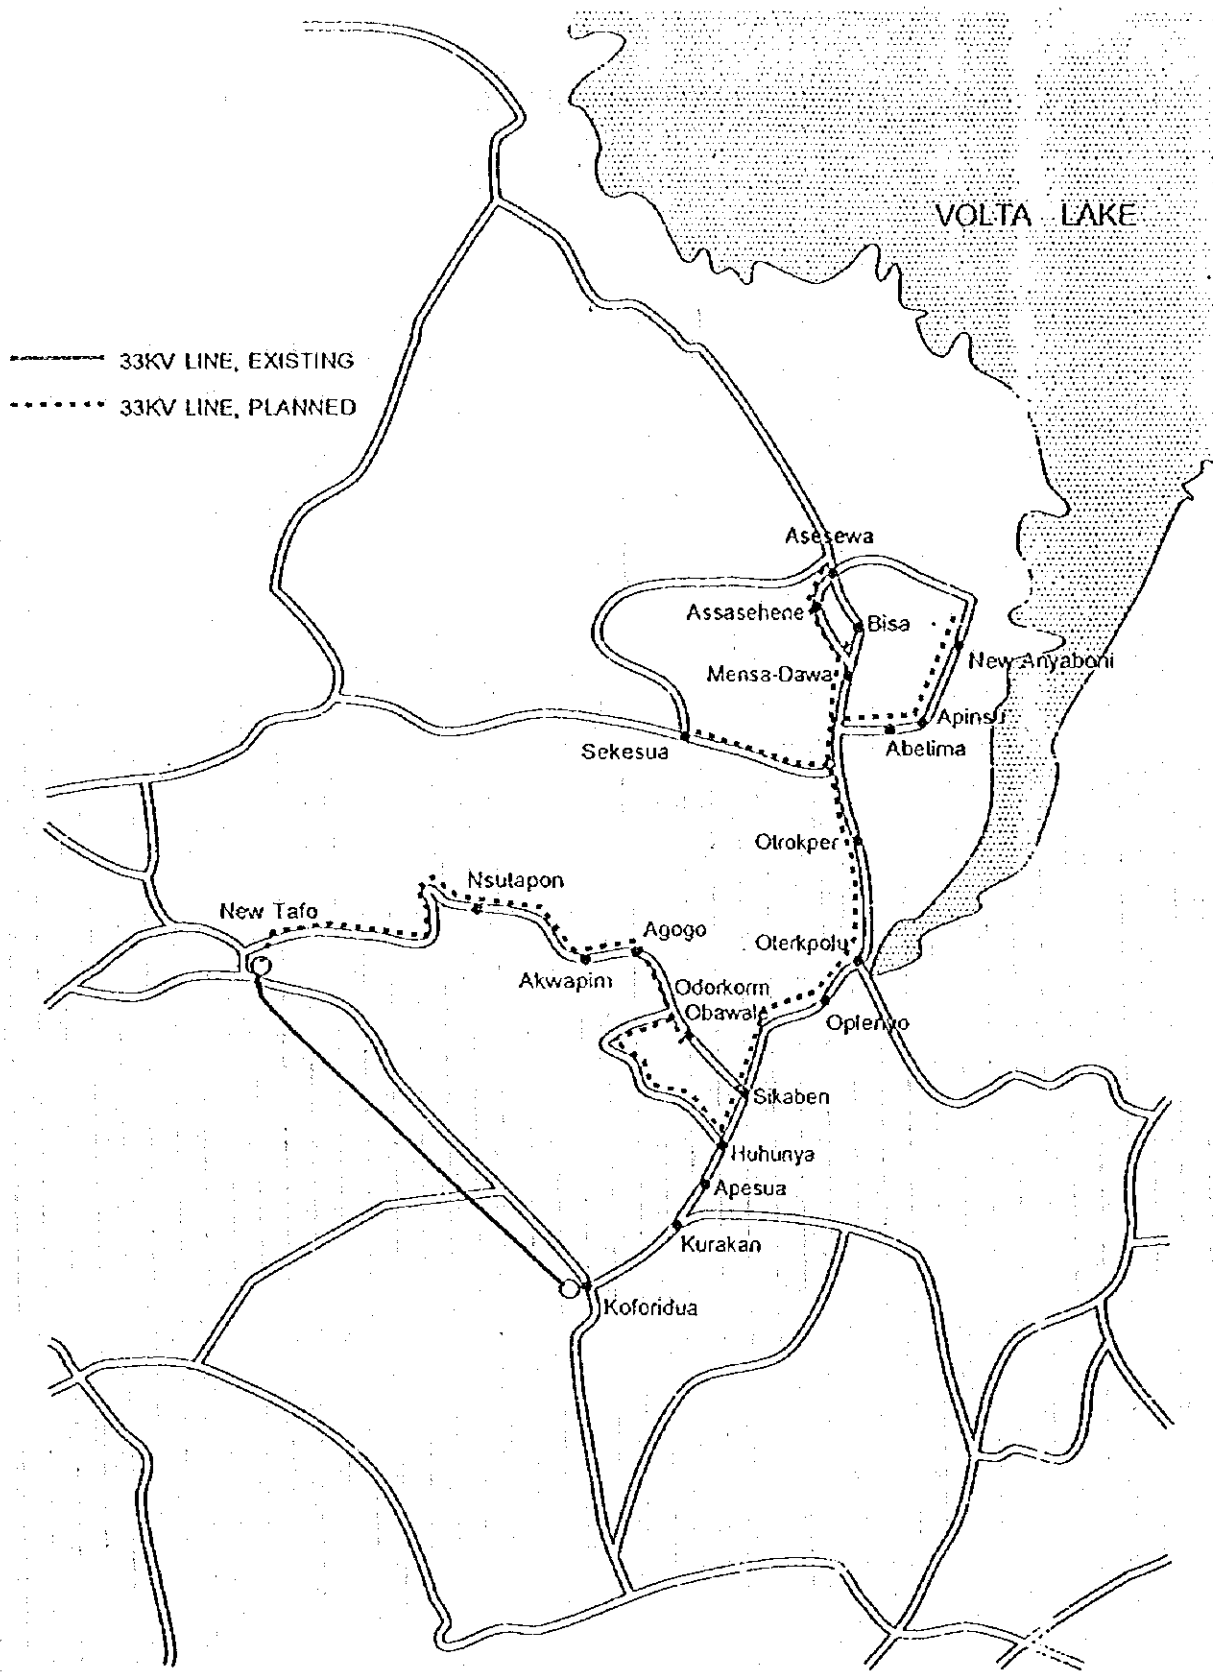 VOLTA LAKE
33KV LINE, EXISTING
33KV LINE, PLANNED
Asesewa
Assasehene
Bisa
New Anyaboni
Mensa-Dawa
Apinsu
Sekesua
Abelima
Otrokper
Nsutapon
New Tafo
Agogo
Oterkpolu
Akwapim
Odorkorm
Obawale
Oplenyo
Sikaben
Huhunya
Apesua
Kurakan
Koforidua